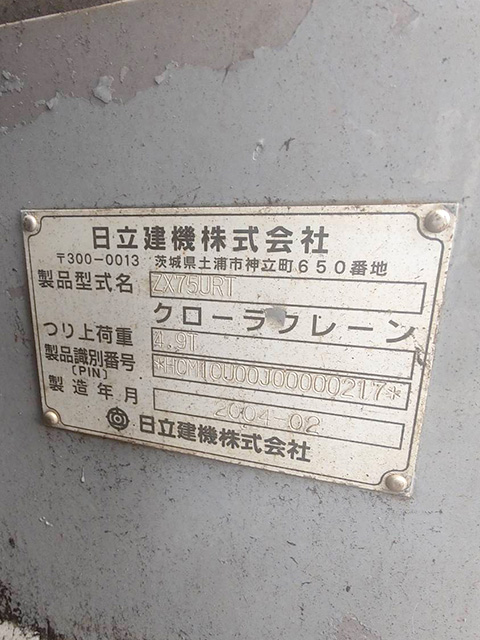 日立建機株式会社
〒300-0013 茨城県土浦市神立町650番地
製品型式名 ZX75URT
クローラクレーン
つり上荷重 4.9T
製品識別番号 *HCM1CU00J00000217*
(PIN)
製造年月 2004-02
日立建機株式会社